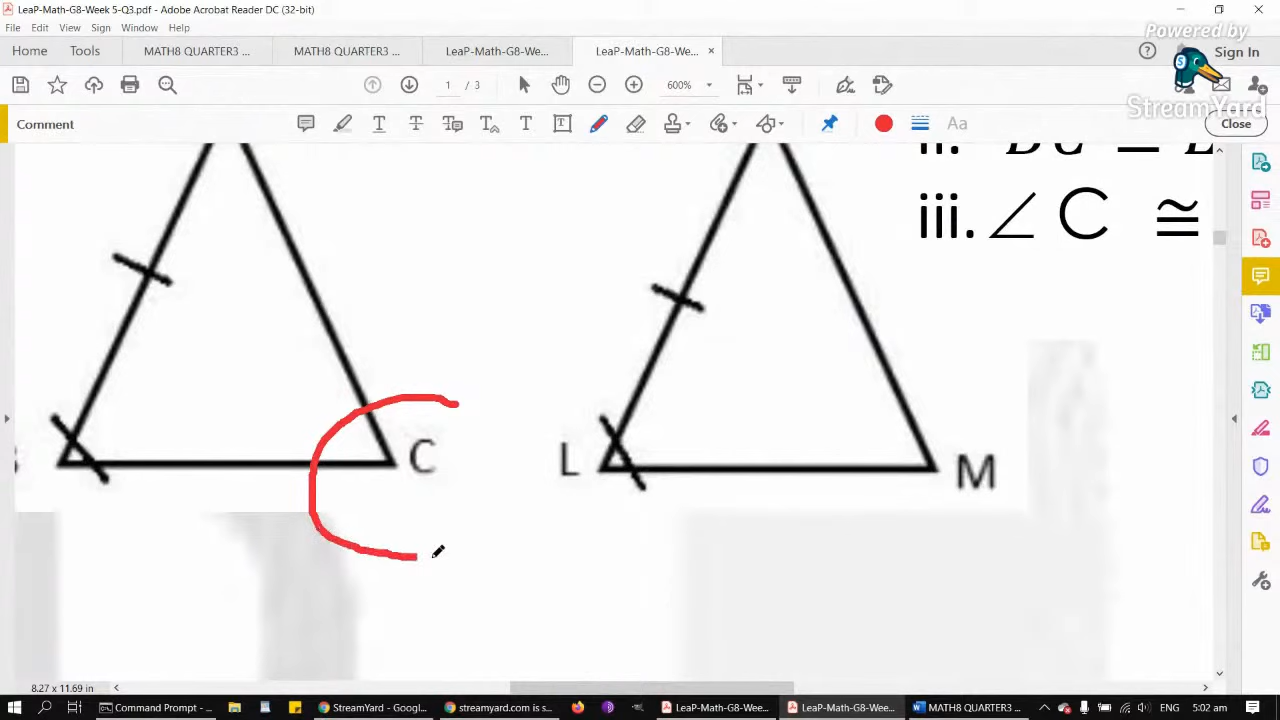 LeaP-Math-G8-Week 5-Q3.pdf - Adobe Acrobat Reader DC (32-bit)
File Edit View Sign Window Help
Powered by
StreamYard
Home Tools MATH8 QUARTER3 ... MATH8 QUARTER3 ... LeaP-Math-G8-We... LeaP-Math-G8-We... × Sign In
1 / 3 600%
Comment Aa Close
ii.
iii. ∠ C ≅
C
L
M
8.27 x 11.69 in
Command Prompt - StreamYard - Googl... streamyard.com is s... LeaP-Math-G8-Wee... LeaP-Math-G8-Wee... MATH8 QUARTER3 ... ENG 5:02 am